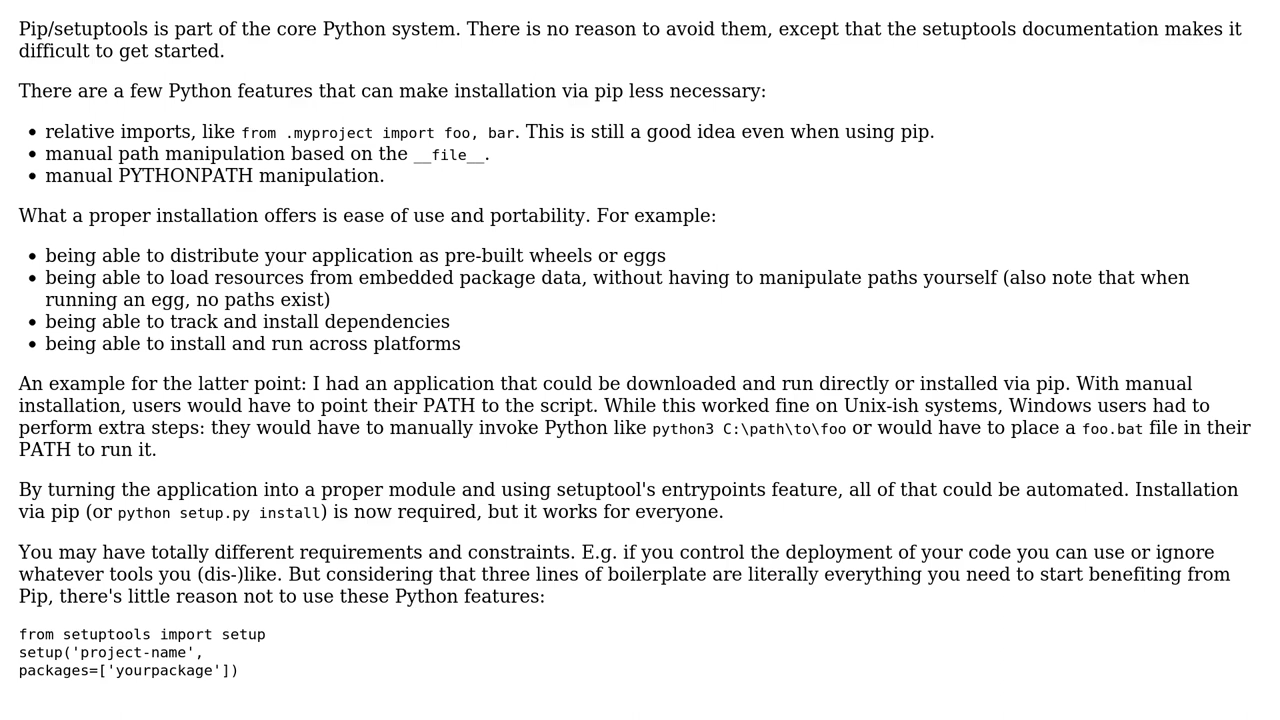 Pip/setuptools is part of the core Python system. There is no reason to avoid them, except that the setuptools documentation makes it
difficult to get started.
There are a few Python features that can make installation via pip less necessary:
• relative imports, like from .myproject import foo, bar. This is still a good idea even when using pip.
• manual path manipulation based on the __file__.
• manual PYTHONPATH manipulation.
What a proper installation offers is ease of use and portability. For example:
• being able to distribute your application as pre-built wheels or eggs
• being able to load resources from embedded package data, without having to manipulate paths yourself (also note that when
running an egg, no paths exist)
• being able to track and install dependencies
• being able to install and run across platforms
An example for the latter point: I had an application that could be downloaded and run directly or installed via pip. With manual
installation, users would have to point their PATH to the script. While this worked fine on Unix-ish systems, Windows users had to
perform extra steps: they would have to manually invoke Python like python3 C:\path\to\foo or would have to place a foo.bat file in their
PATH to run it.
By turning the application into a proper module and using setuptool's entrypoints feature, all of that could be automated. Installation
via pip (or python setup.py install) is now required, but it works for everyone.
You may have totally different requirements and constraints. E.g. if you control the deployment of your code you can use or ignore
whatever tools you (dis-)like. But considering that three lines of boilerplate are literally everything you need to start benefiting from
Pip, there's little reason not to use these Python features:
from setuptools import setup
setup('project-name',
packages=['yourpackage'])